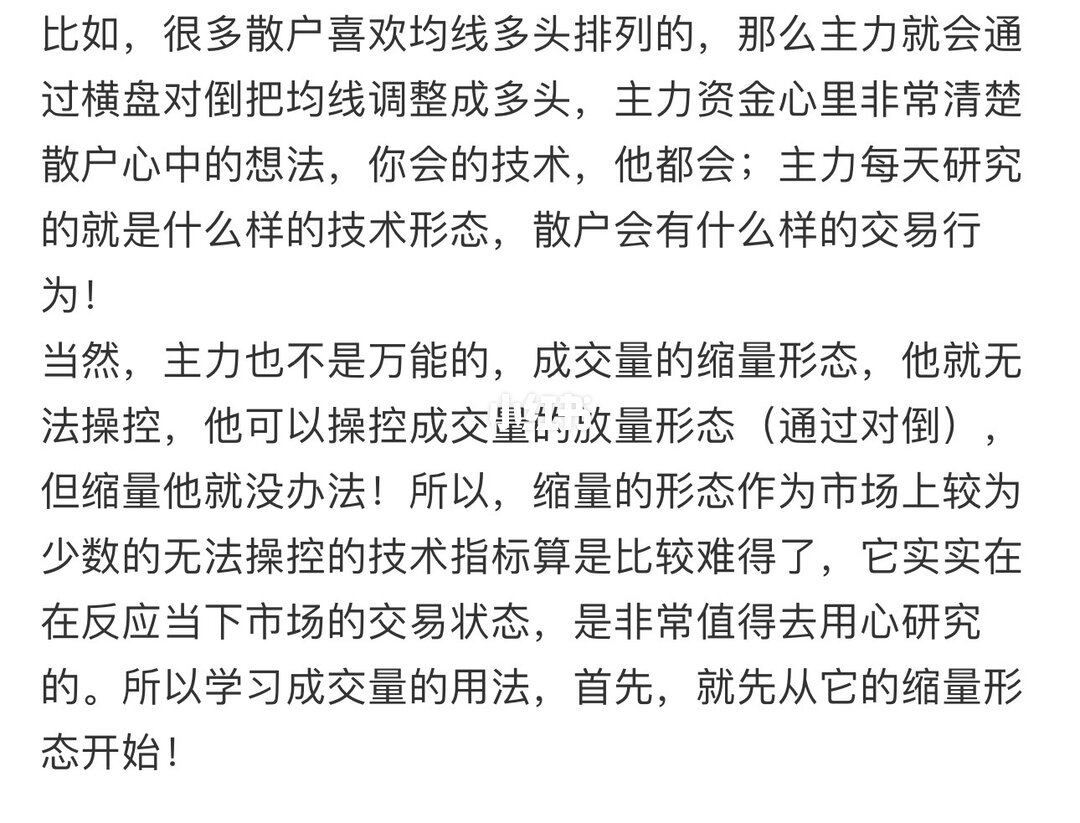 比如，很多散户喜欢均线多头排列的，那么主力就会通
过横盘对倒把均线调整成多头，主力资金心里非常清楚
散户心中的想法，你会的技术，他都会；主力每天研究
的就是什么样的技术形态，散户会有什么样的交易行
为！
当然，主力也不是万能的，成交量的缩量形态，他就无
法操控，他可以操控成交量的放量形态（通过对倒），
但缩量他就没办法！所以，缩量的形态作为市场上较为
少数的无法操控的技术指标算是比较难得了，它实实在
在反应当下市场的交易状态，是非常值得去用心研究
的。所以学习成交量的用法，首先，就先从它的缩量形
态开始！
小红书